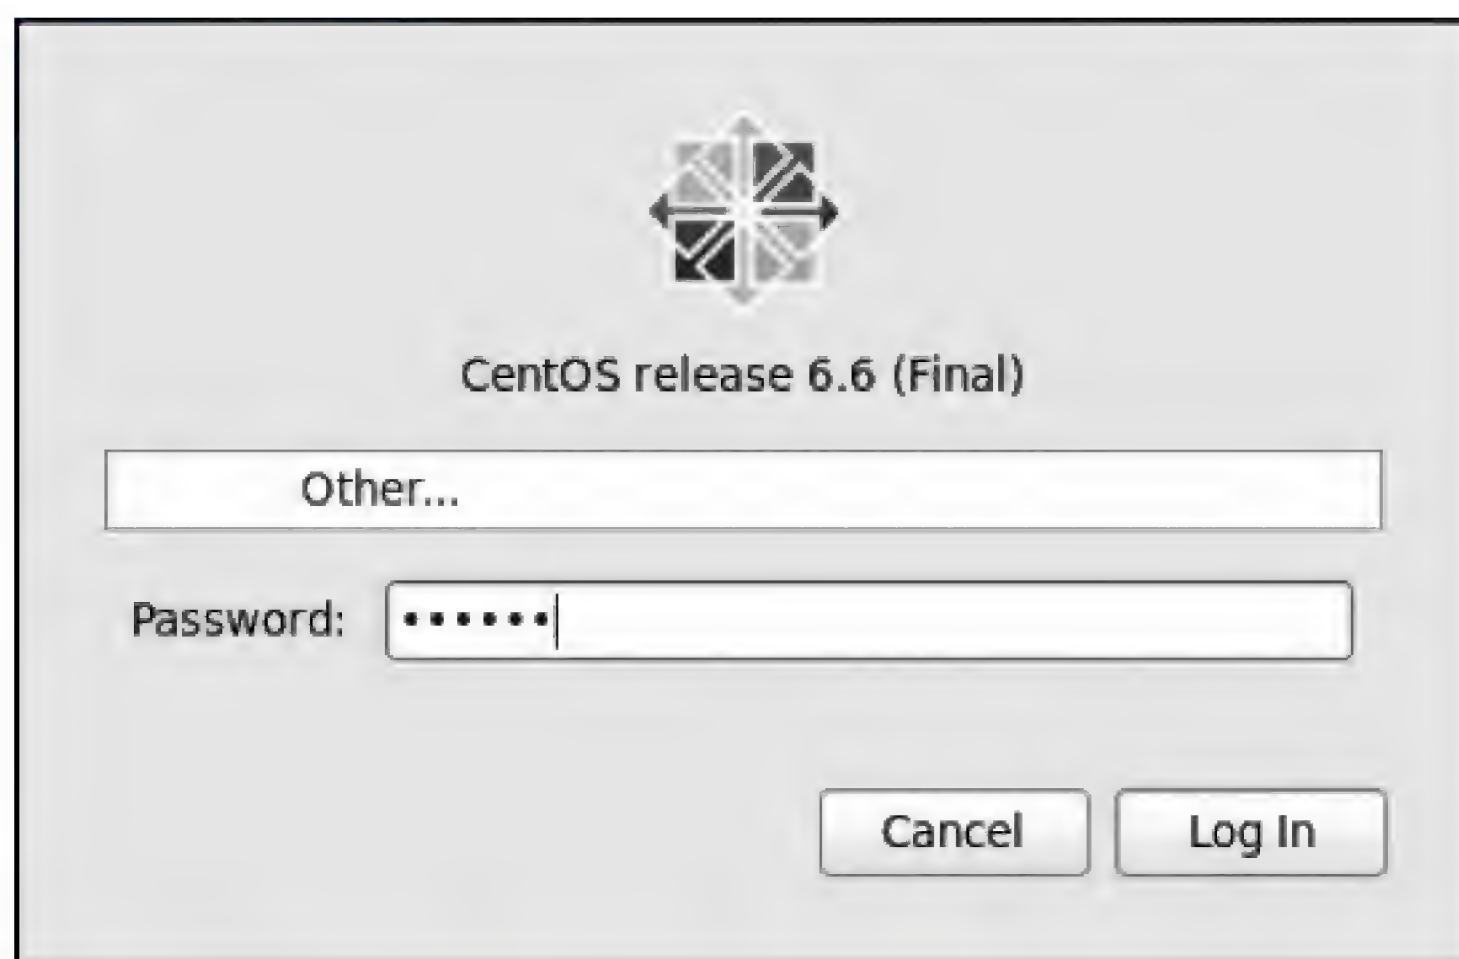 CentOS release 6.6 (Final)
Other...
Password: ••••••
Cancel Log In